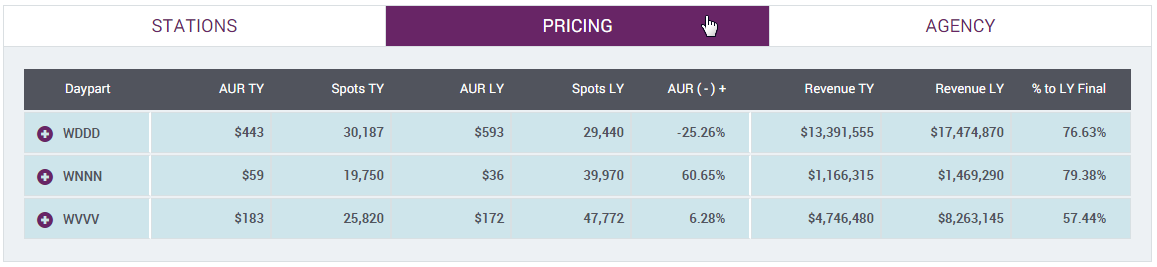 STATIONS PRICING AGENCY
Daypart AUR TY Spots TY AUR LY Spots LY AUR ( - ) + Revenue TY Revenue LY % to LY Final
WDDD $443 30,187 $593 29,440 -25.26% $13,391,555 $17,474,870 76.63%
WNNN $59 19,750 $36 39,970 60.65% $1,166,315 $1,469,290 79.38%
WVVV $183 25,820 $172 47,772 6.28% $4,746,480 $8,263,145 57.44%